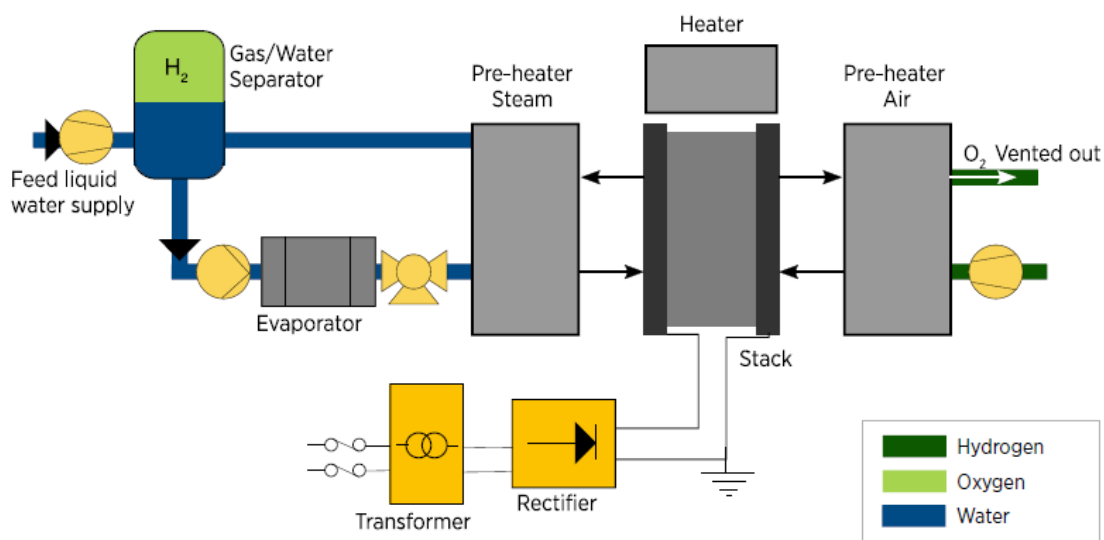 Heater
H₂
Gas/Water
Separator
Pre-heater
Steam
Pre-heater
Air
O₂ Vented out
Feed liquid
water supply
Evaporator
Stack
Transformer
Rectifier
Hydrogen
Oxygen
Water